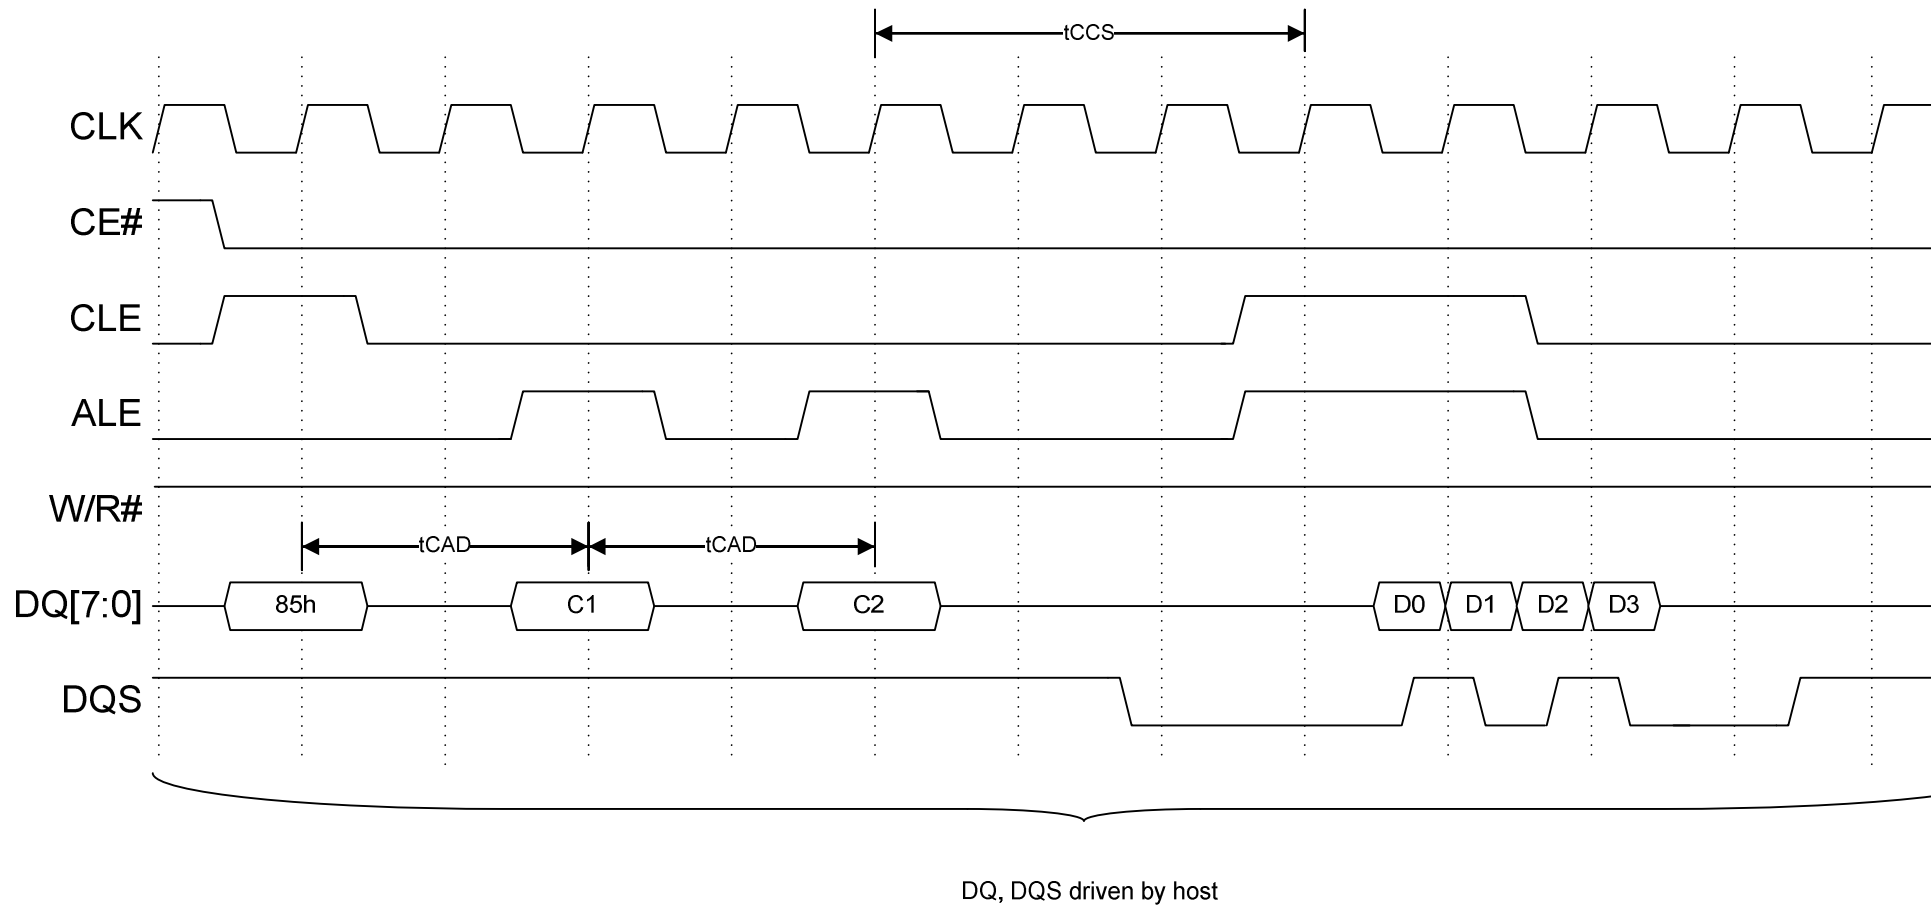 tCCS
CLK
CE#
CLE
ALE
W/R#
tCAD tCAD
DQ[7:0] 85h C1 C2 D0 D1 D2 D3
DQS
DQ, DQS driven by host